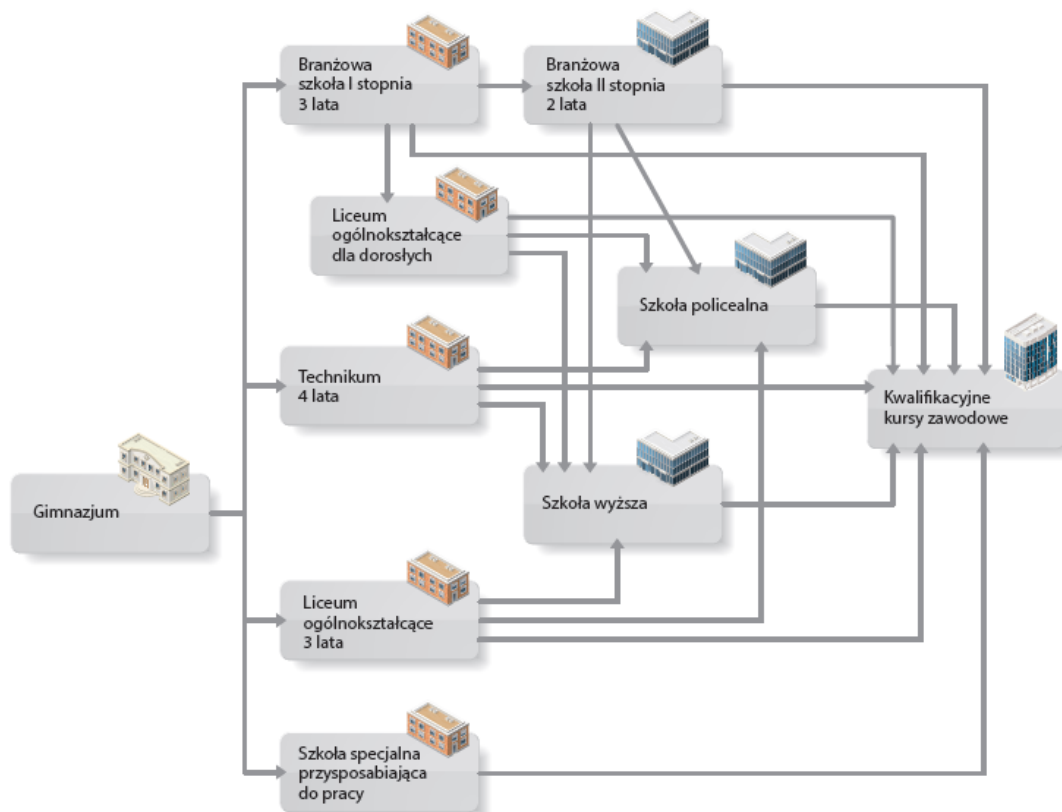 Branżowa
szkoła I stopnia
3 lata
Branżowa
szkoła II stopnia
2 lata
Liceum
ogólnokształcące
dla dorosłych
Szkoła policealna
Technikum
4 lata
Kwalifikacyjne
kursy zawodowe
Gimnazjum
Szkoła wyższa
Liceum
ogólnokształcące
3 lata
Szkoła specjalna
przysposabiająca
do pracy